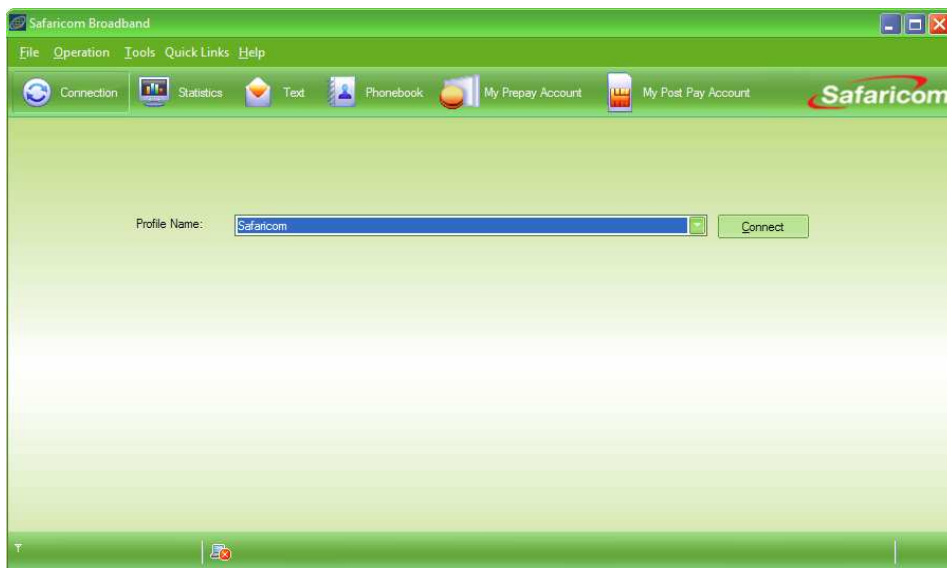 Safaricom Broadband
File Operation Tools Quick Links Help
Connection Statistics Text Phonebook My Prepay Account My Post Pay Account Safaricom
Profile Name: Safaricom Connect